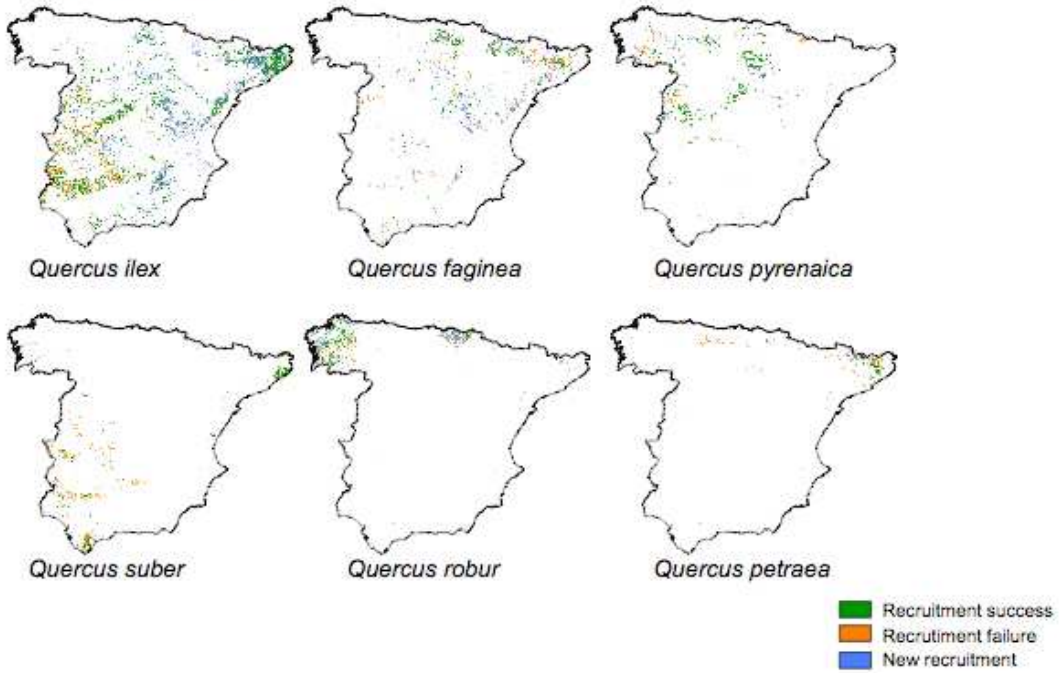 Quercus ilex
Quercus faginea
Quercus pyrenaica
Quercus suber
Quercus robur
Quercus petraea
Recruitment success
Recrutiment failure
New recruitment